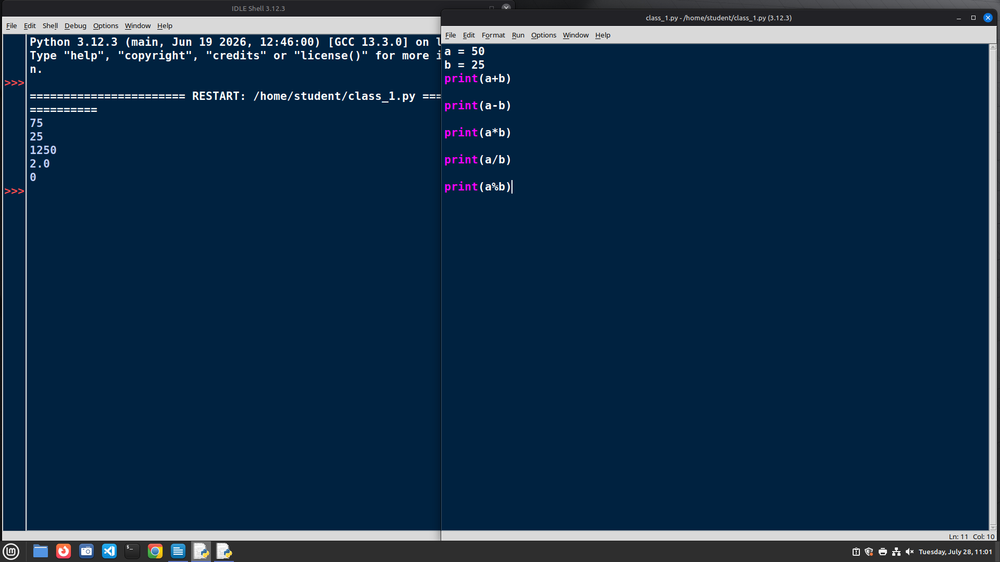 IDLE Shell 3.12.3
File Edit Shell Debug Options Window Help
Python 3.12.3 (main, Jun 19 2026, 12:46:00) [GCC 13.3.0] on l
Type "help", "copyright", "credits" or "license()" for more i
n.
>>>
======================= RESTART: /home/student/class_1.py ===
==========
75
25
1250
2.0
0
>>>
class_1.py - /home/student/class_1.py (3.12.3)
File Edit Format Run Options Window Help
a = 50
b = 25
print(a+b)
print(a-b)
print(a*b)
print(a/b)
print(a%b)
Ln: 11 Col: 10
Tuesday, July 28, 11:01